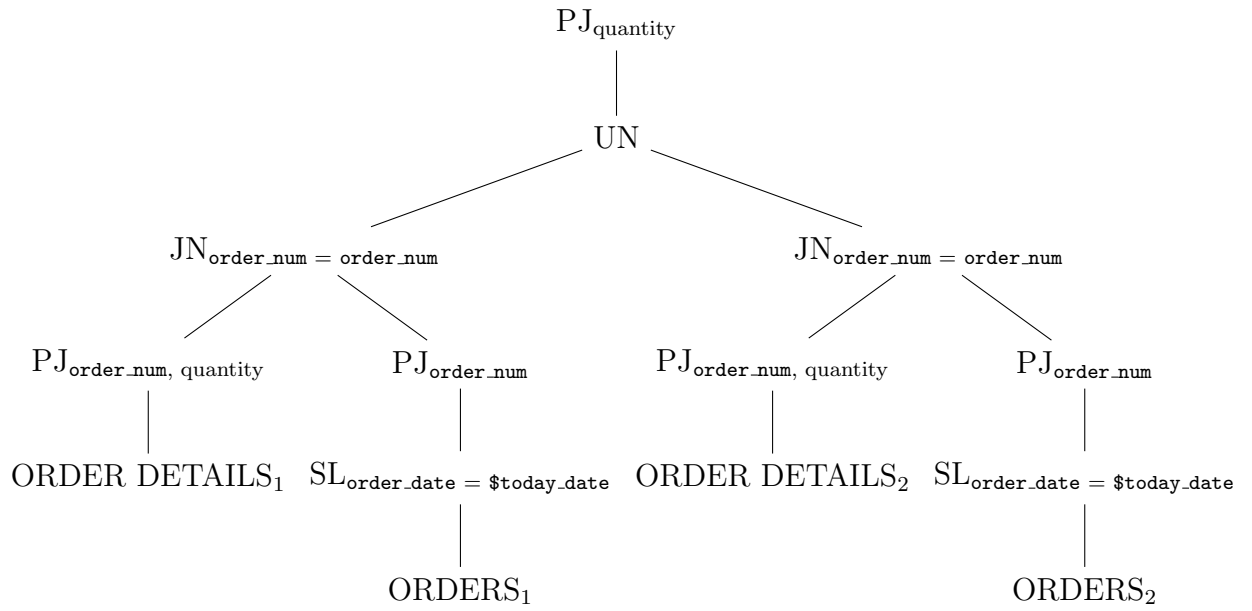 PJquantity
UN
JNorder_num = order_num JNorder_num = order_num
PJorder_num, quantity PJorder_num PJorder_num, quantity PJorder_num
ORDER DETAILS1 SLorder_date = $today_date ORDER DETAILS2 SLorder_date = $today_date
ORDERS1 ORDERS2